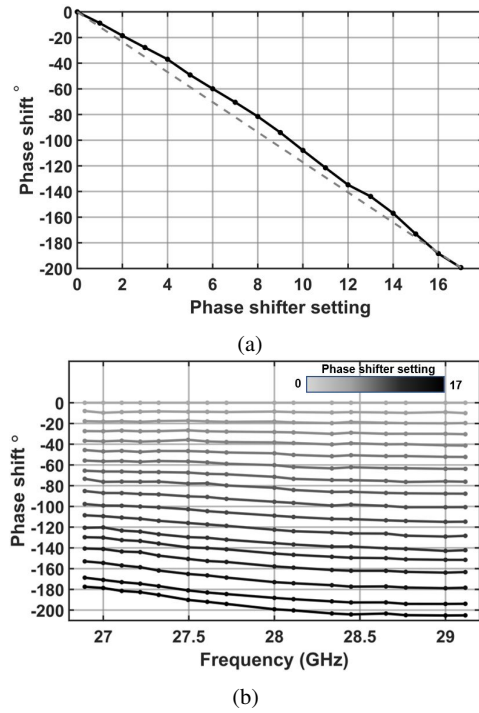 0
-20
-40
-60
-80
-100
-120
-140
-160
-180
-200
Phase shift °
0 2 4 6 8 10 12 14 16
Phase shifter setting
(a)
Phase shifter setting
0 17
0
-20
-40
-60
-80
-100
-120
-140
-160
-180
-200
Phase shift °
27 27.5 28 28.5 29
Frequency (GHz)
(b)